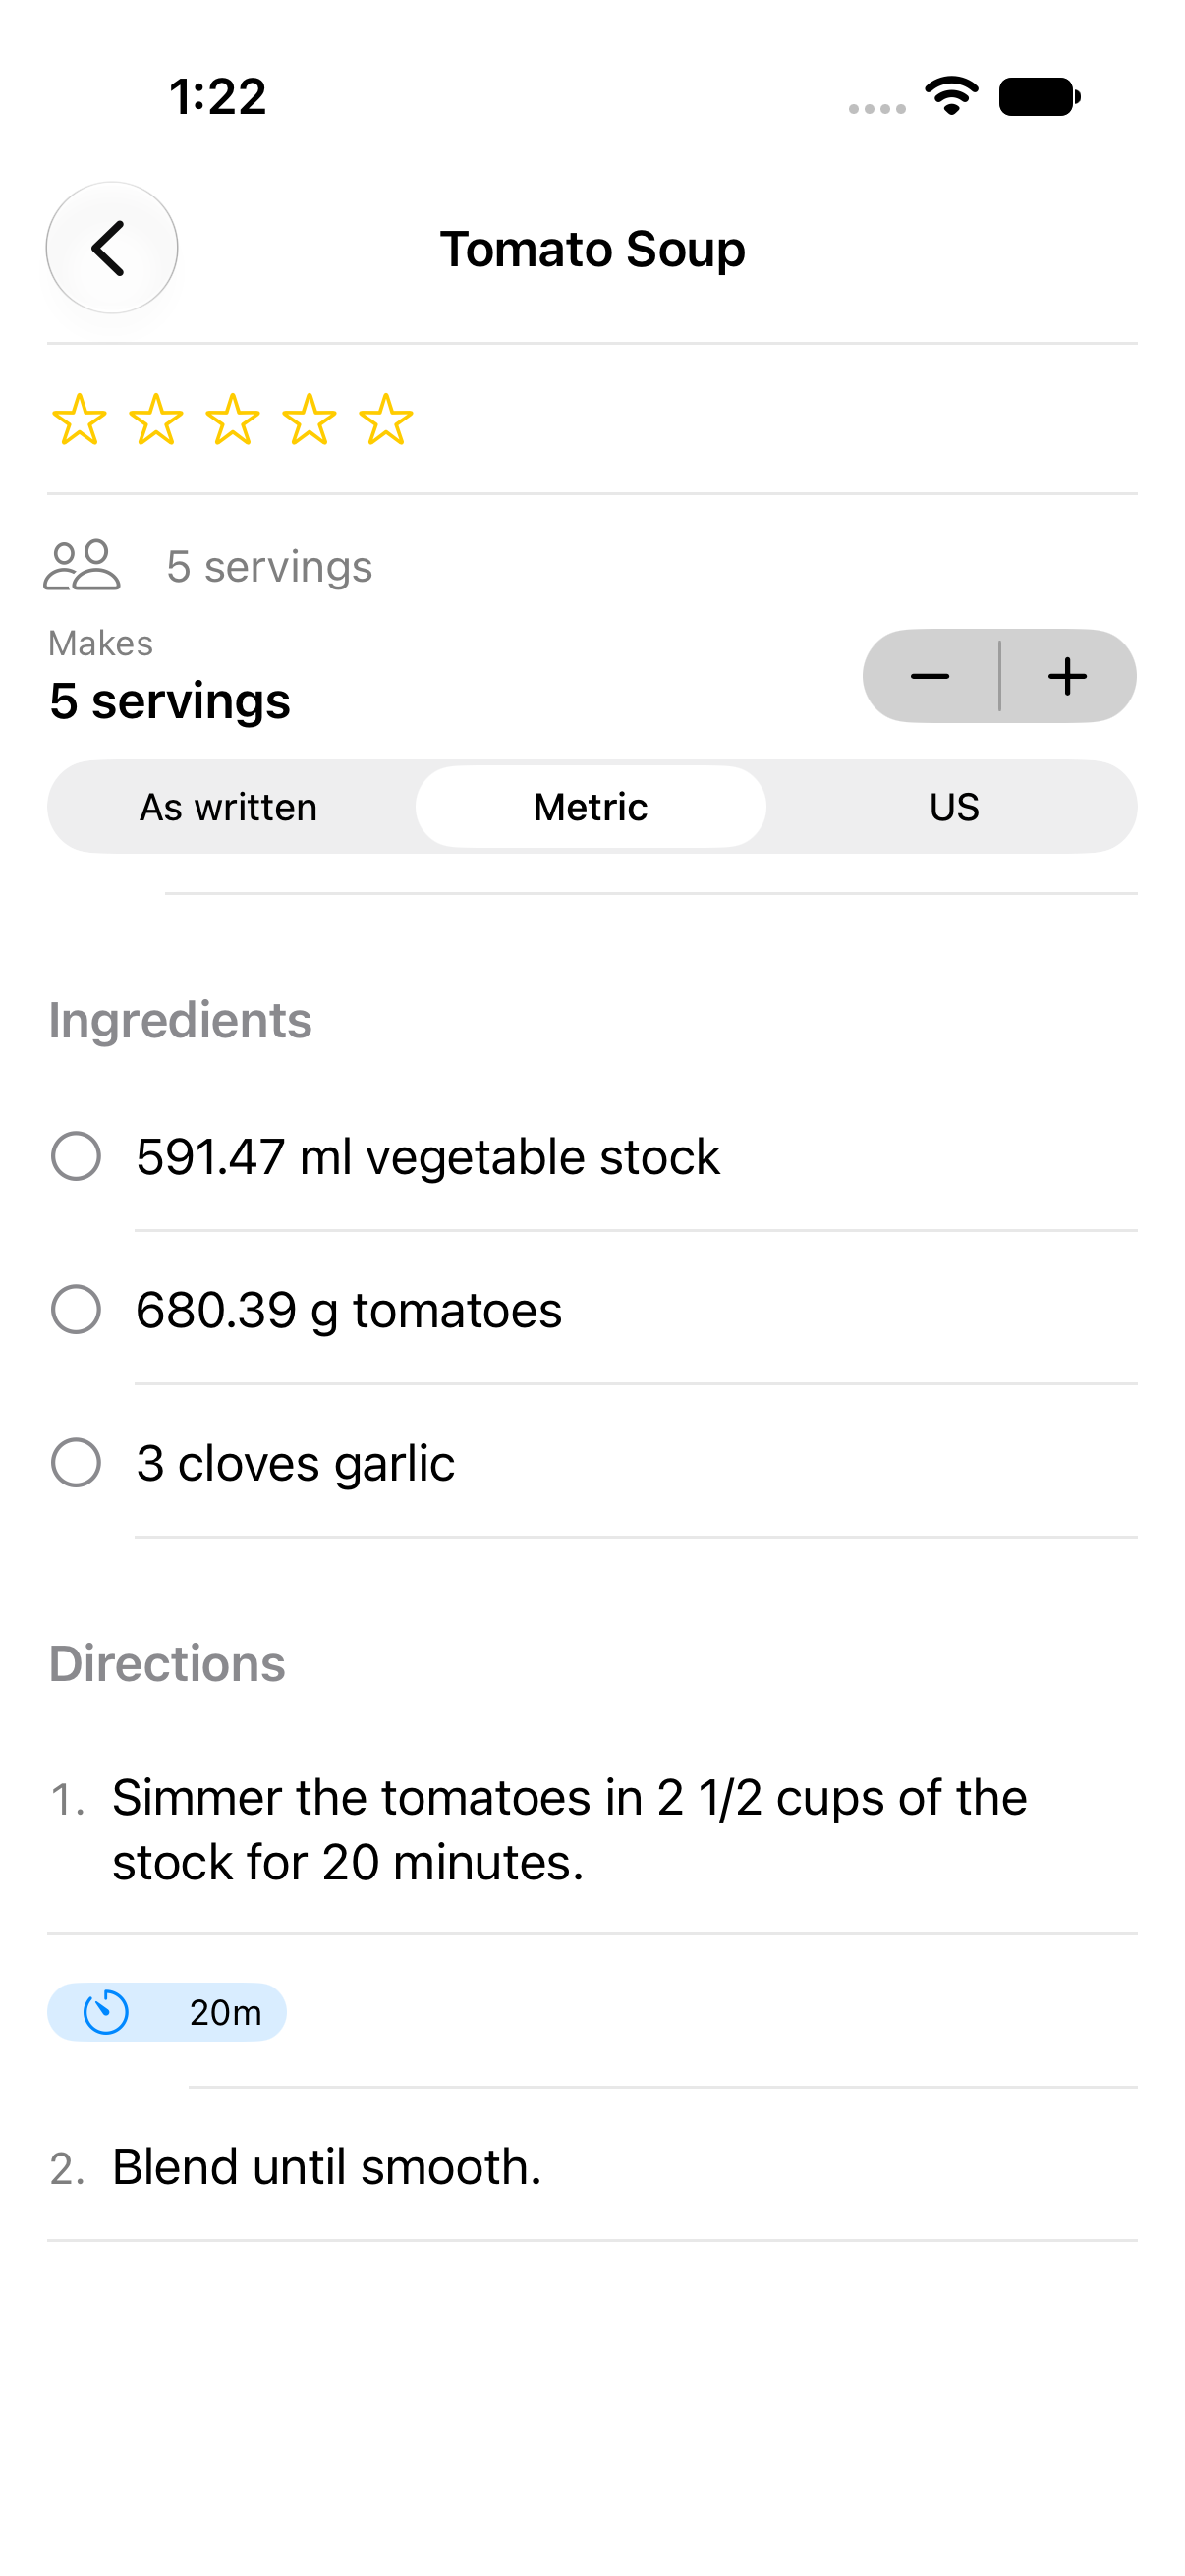 1:22
Tomato Soup
5 servings
Makes
5 servings
As written Metric US
Ingredients
591.47 ml vegetable stock
680.39 g tomatoes
3 cloves garlic
Directions
1. Simmer the tomatoes in 2 1/2 cups of the
stock for 20 minutes.
20m
2. Blend until smooth.